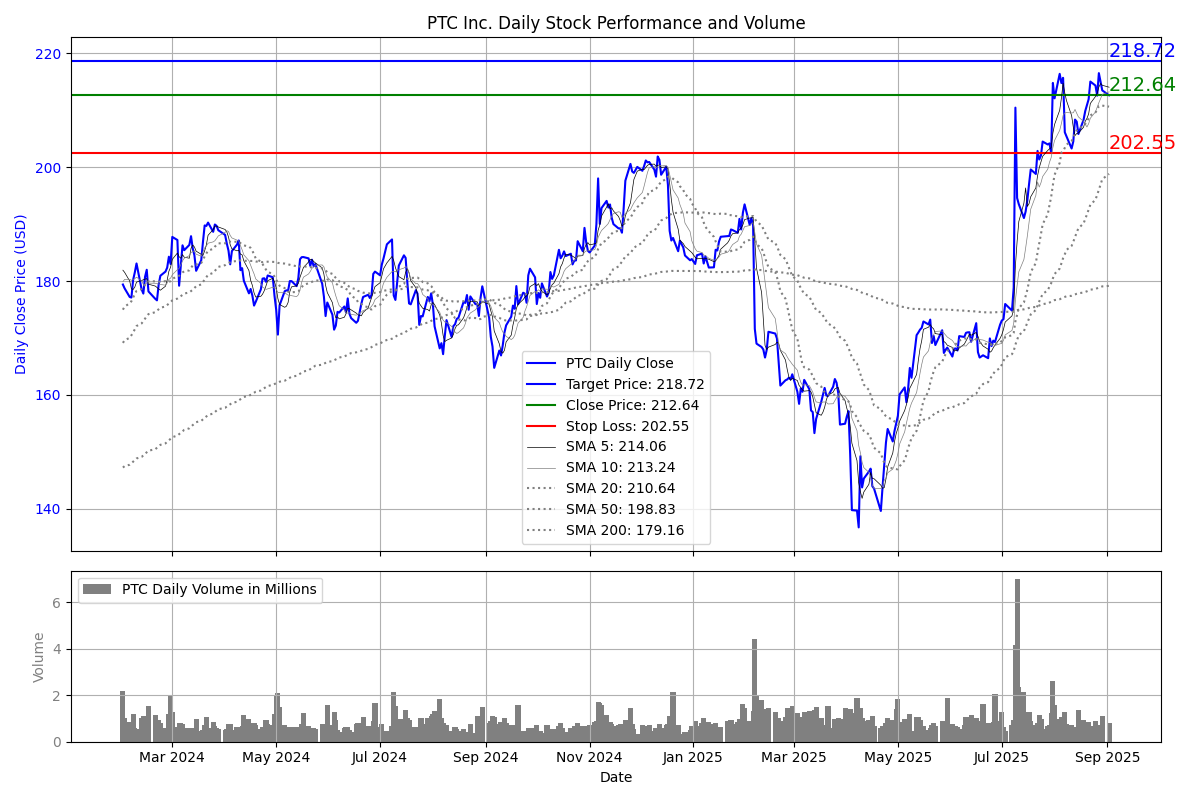 PTC Inc. Daily Stock Performance and Volume
Daily Close Price (USD)
220
200
180
160
140
218.72
212.64
202.55
PTC Daily Close
Target Price: 218.72
Close Price: 212.64
Stop Loss: 202.55
SMA 5: 214.06
SMA 10: 213.24
SMA 20: 210.64
SMA 50: 198.83
SMA 200: 179.16
PTC Daily Volume in Millions
Volume
6
4
2
0
Mar 2024
May 2024
Jul 2024
Sep 2024
Nov 2024
Jan 2025
Mar 2025
May 2025
Jul 2025
Sep 2025
Date